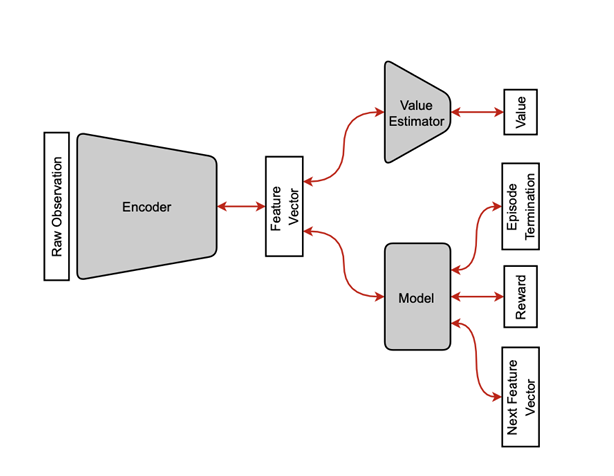 Raw Observation
Encoder
Feature
Vector
Value
Estimator
Value
Model
Episode
Termination
Reward
Next Feature
Vector